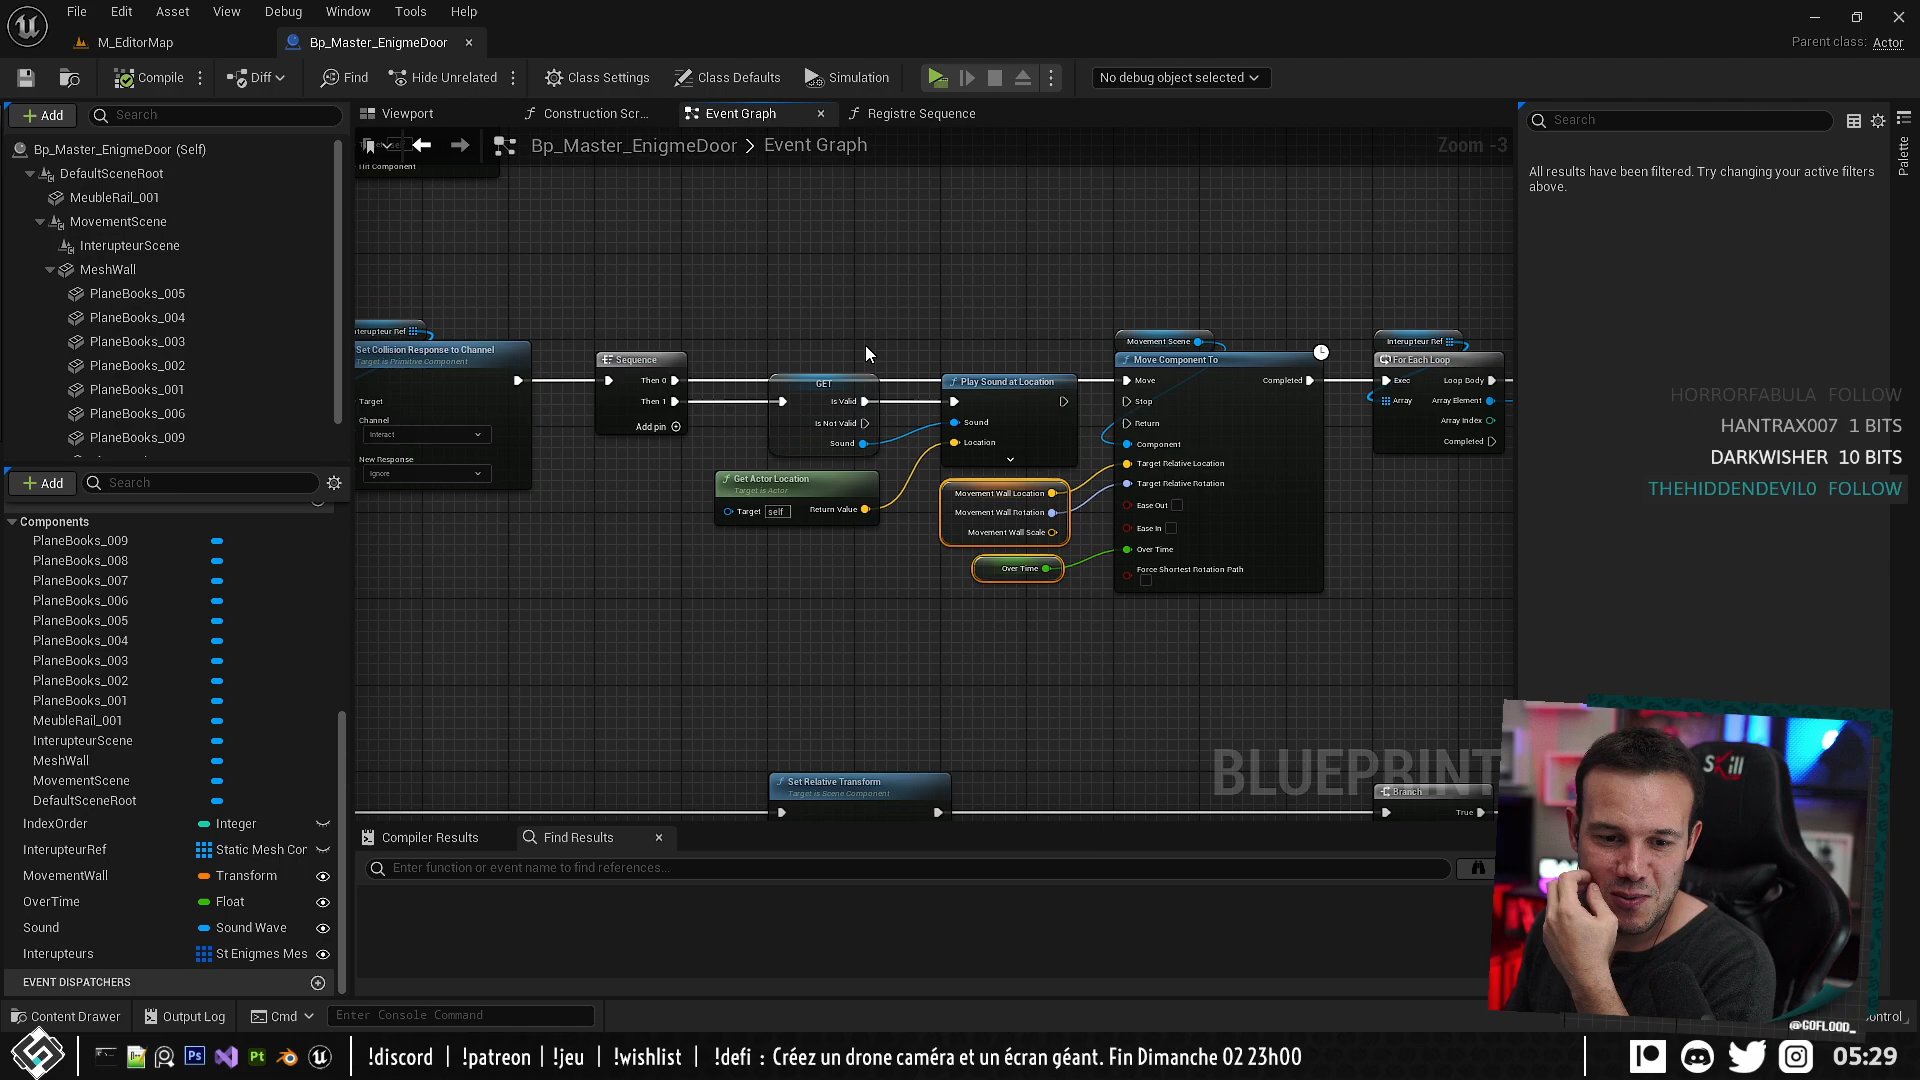 File Edit Asset View Debug Window Tools Help
M_EditorMap
Bp_Master_EnigmeDoor
Parent class: Actor
Compile
Diff
Find
Hide Unrelated
Class Settings
Class Defaults
Simulation
No debug object selected
Add
Search
Viewport
Construction Scr...
Event Graph
Registre Sequence
Search
Bp_Master_EnigmeDoor > Event Graph
Zoom -3
Palette
All results have been filtered. Try changing your active filters
above.
Bp_Master_EnigmeDoor (Self)
DefaultSceneRoot
MeubleRail_001
MovementScene
InterupteurScene
MeshWall
PlaneBooks_005
PlaneBooks_004
PlaneBooks_003
PlaneBooks_002
PlaneBooks_001
PlaneBooks_006
PlaneBooks_009
Hit Component
Interupteur Ref
Set Collision Response to Channel
Target is Primitive Component
Target
Channel
Interact
New Response
Ignore
Sequence
Then 0
Then 1
Add pin
GET
Is Valid
Is Not Valid
Sound
Get Actor Location
Target is Actor
Target self
Return Value
Play Sound at Location
Sound
Location
Movement Wall Location
Movement Wall Rotation
Movement Wall Scale
Over Time
Movement Scene
Move Component To
Move
Completed
Stop
Return
Component
Target Relative Location
Target Relative Rotation
Ease Out
Ease In
Over Time
Force Shortest Rotation Path
Interupteur Ref
For Each Loop
Exec
Loop Body
Array
Array Element
Array Index
Completed
HORRORFABULA FOLLOW
HANTRAX007 1 BITS
DARKWISHER 10 BITS
THEHIDDENDEVIL0 FOLLOW
Set Relative Transform
Target is Scene Component
BLUEPRINT
Branch
True
Add
Search
Components
PlaneBooks_009
PlaneBooks_008
PlaneBooks_007
PlaneBooks_006
PlaneBooks_005
PlaneBooks_004
PlaneBooks_003
PlaneBooks_002
PlaneBooks_001
MeubleRail_001
InterupteurScene
MeshWall
MovementScene
DefaultSceneRoot
IndexOrder Integer
InterupteurRef Static Mesh Cor
MovementWall Transform
OverTime Float
Sound Sound Wave
Interupteurs St Enigmes Mes
EVENT DISPATCHERS
Compiler Results
Find Results
Enter function or event name to find references...
Skill
@GOFLOOD_
Content Drawer
Output Log
Cmd
Enter Console Command
ontrol
Ps
Pt
!discord | !patreon | !jeu | !wishlist | !defi : Créez un drone caméra et un écran géant. Fin Dimanche 02 23h00
05:29